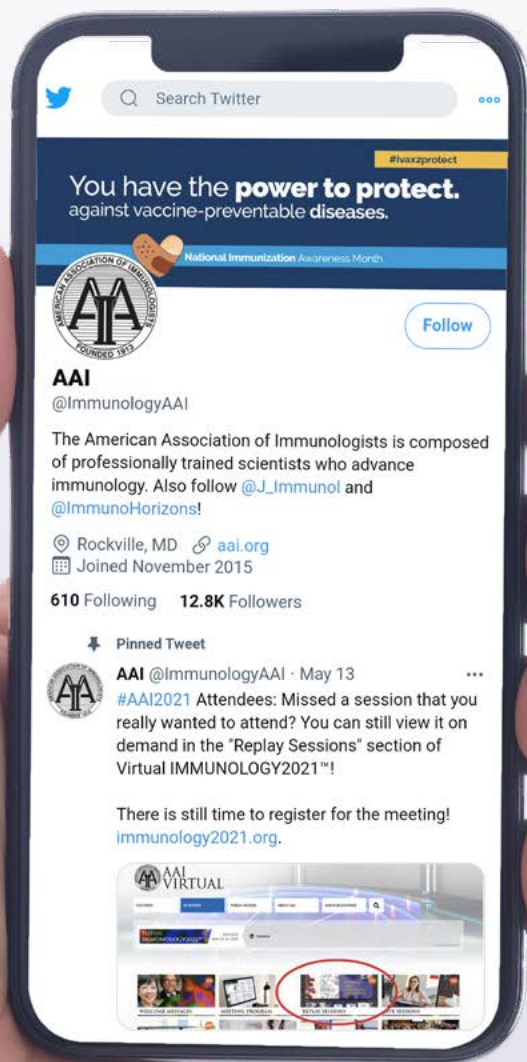 Search Twitter
#ivax2protect
You have the power to protect.
against vaccine-preventable diseases.
National Immunization Awareness Month
AMERICAN ASSOCIATION OF IMMUNOLOGISTS
AAI
FOUNDED 1913
Follow
AAI
@ImmunologyAAI
The American Association of Immunologists is composed
of professionally trained scientists who advance
immunology. Also follow @J_Immunol and
@ImmunoHorizons!
Rockville, MD aai.org
Joined November 2015
610 Following 12.8K Followers
Pinned Tweet
AAI @ImmunologyAAI · May 13
#AAI2021 Attendees: Missed a session that you
really wanted to attend? You can still view it on
demand in the "Replay Sessions" section of
Virtual IMMUNOLOGY2021™!
There is still time to register for the meeting!
immunology2021.org.
AAI
VIRTUAL
WELCOME MESSAGES MEETING PROGRAM REPLAY SESSIONS